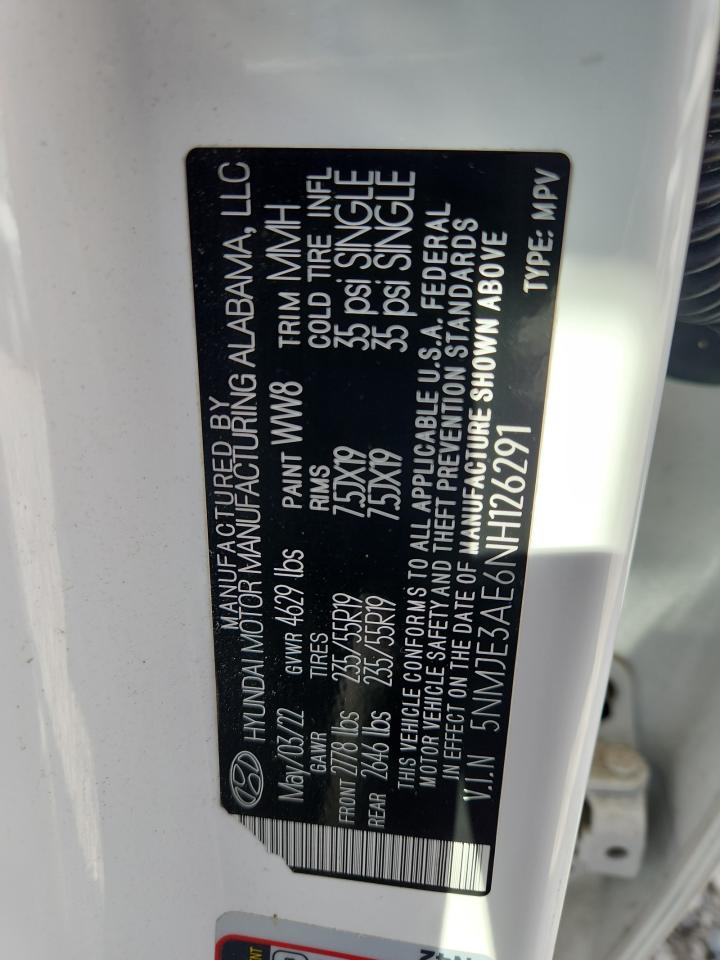 MANUFACTURED BY
HYUNDAI MOTOR MANUFACTURING ALABAMA, LLC
May/03/22 GVWR 4629 lbs PAINT WW8 TRIM MMH
GAWR TIRES RIMS COLD TIRE INFL
FRONT 2778 lbs 235/55R19 7.5JX19 35 psi SINGLE
REAR 2646 lbs 235/55R19 7.5JX19 35 psi SINGLE
THIS VEHICLE CONFORMS TO ALL APPLICABLE U.S.A. FEDERAL
MOTOR VEHICLE SAFETY AND THEFT PREVENTION STANDARDS
IN EFFECT ON THE DATE OF MANUFACTURE SHOWN ABOVE
V.I.N 5NMJE3AE6NH126291
TYPE: MPV